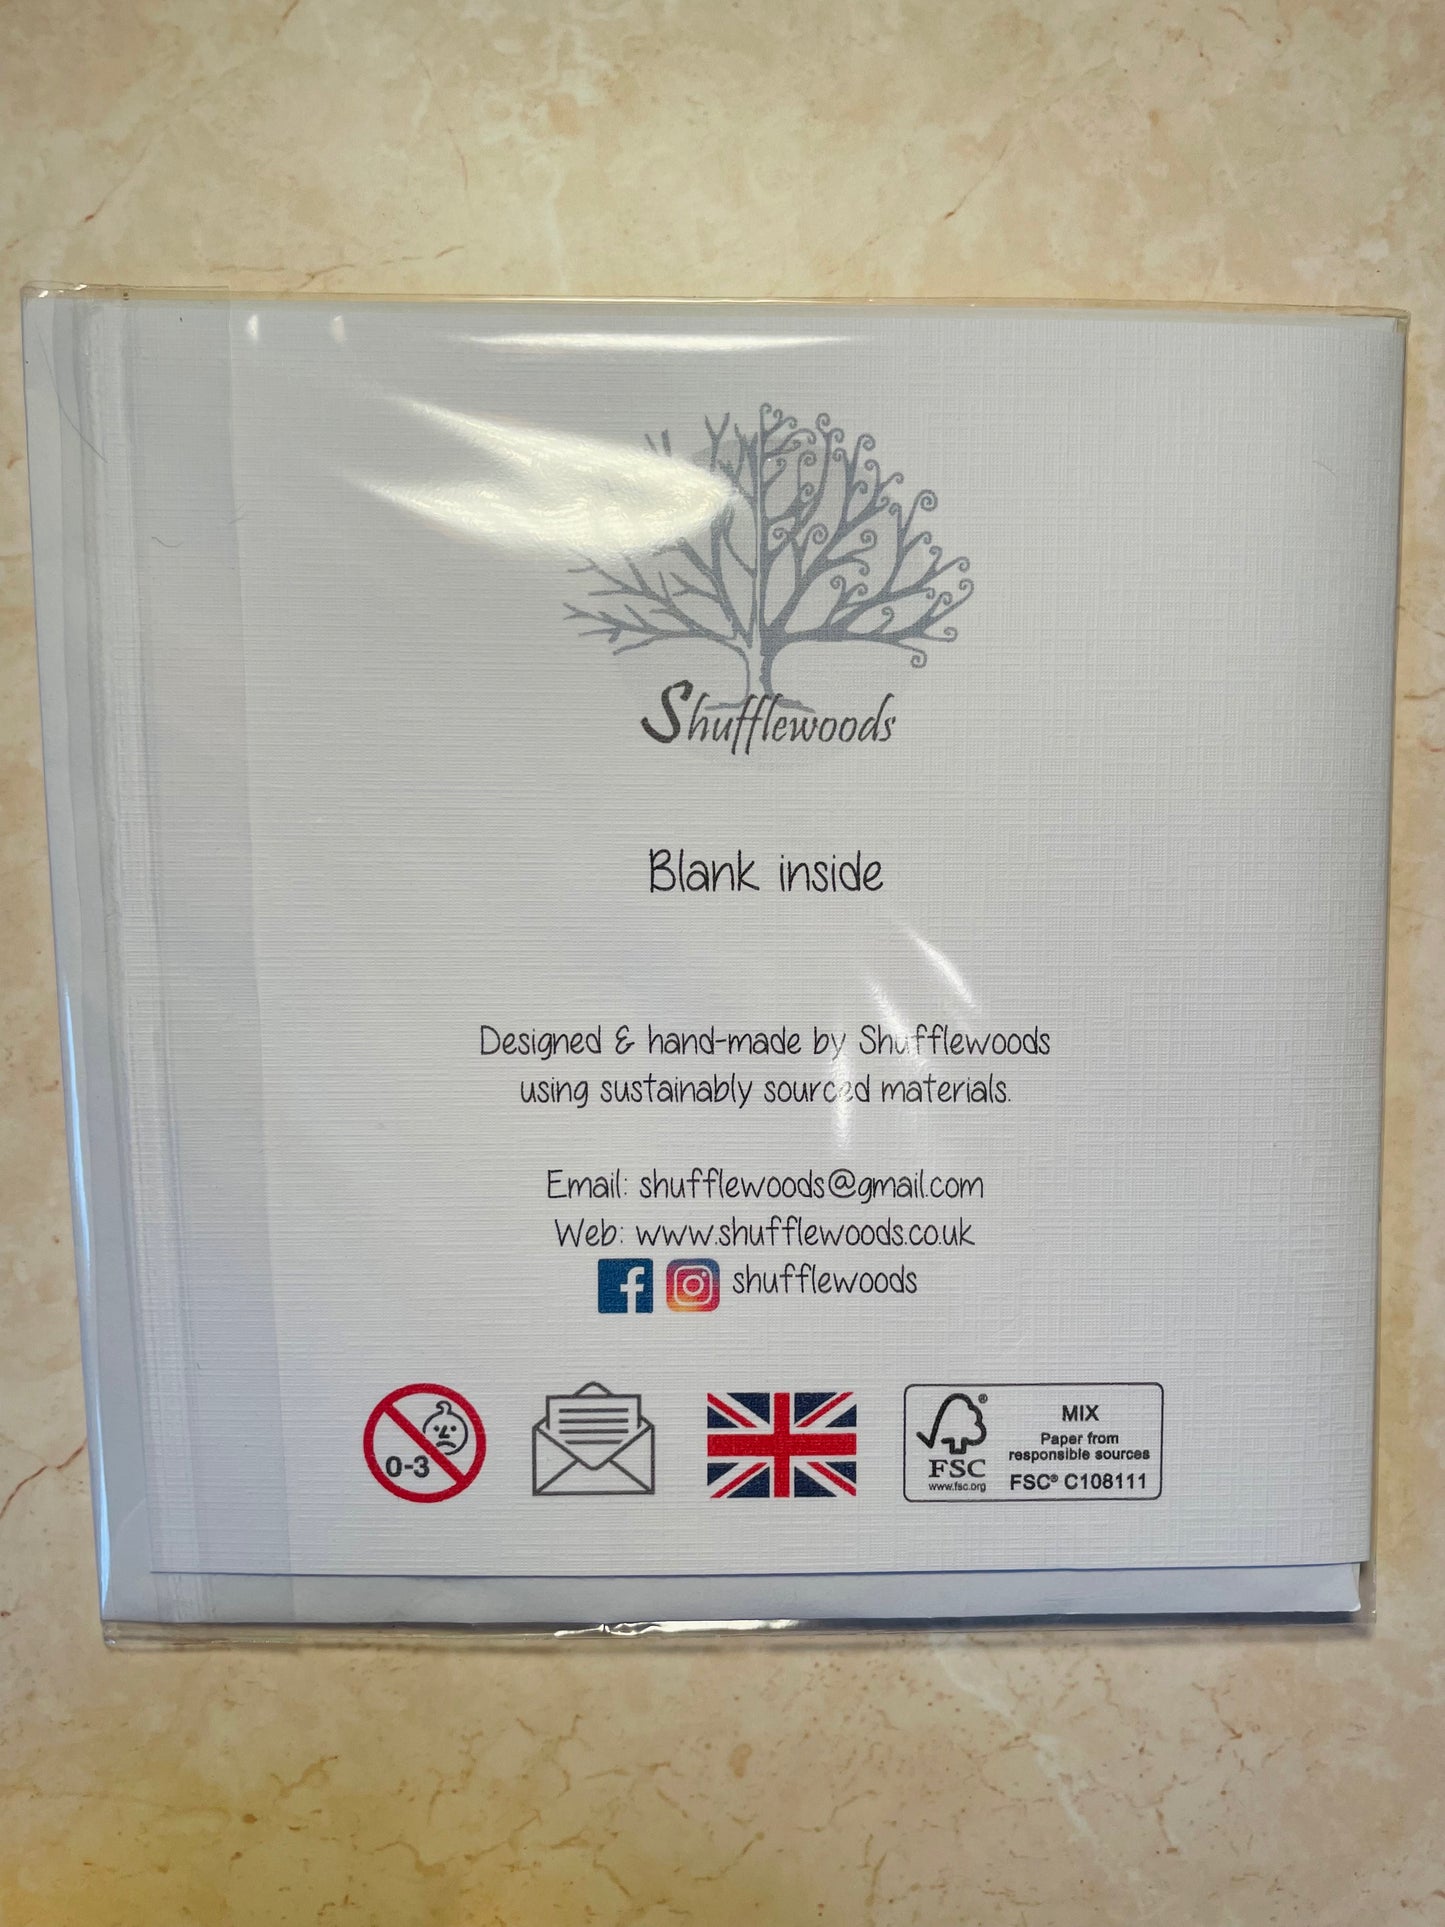 Shufflewoods
Blank inside
Designed & hand-made by Shufflewoods
using sustainably sourced materials.
Email: shufflewoods@gmail.com
Web: www.shufflewoods.co.uk
shufflewoods
0-3
FSC®
www.fsc.org
MIX
Paper from
responsible sources
FSC® C108111